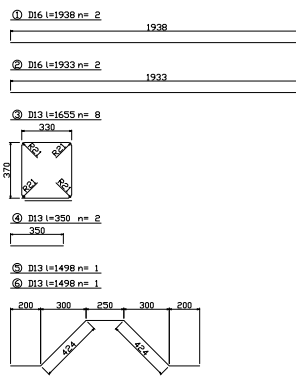 ① D16 l=1938 n= 2
1938
② D16 l=1933 n= 2
1933
③ D13 l=1655 n= 8
330
R21 R21
370
R21 R21
④ D13 l=350 n= 2
350
⑤ D13 l=1498 n= 1
⑥ D13 l=1498 n= 1
200 300 250 300 200
424 424